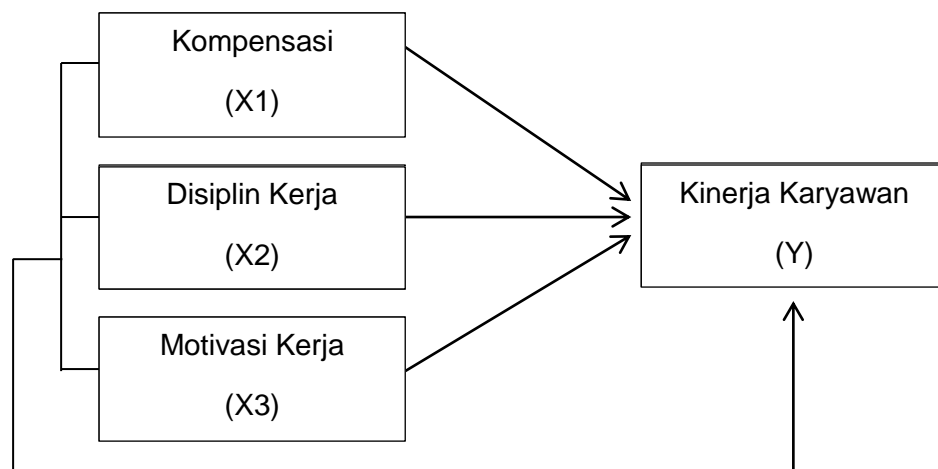 Kompensasi
(X1)
Disiplin Kerja
(X2)
Motivasi Kerja
(X3)
Kinerja Karyawan
(Y)